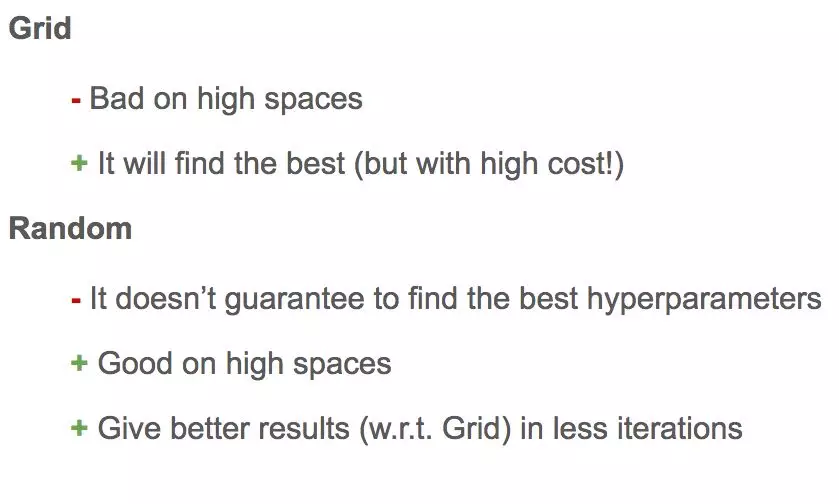 Grid
- Bad on high spaces
+ It will find the best (but with high cost!)
Random
- It doesn’t guarantee to find the best hyperparameters
+ Good on high spaces
+ Give better results (w.r.t. Grid) in less iterations